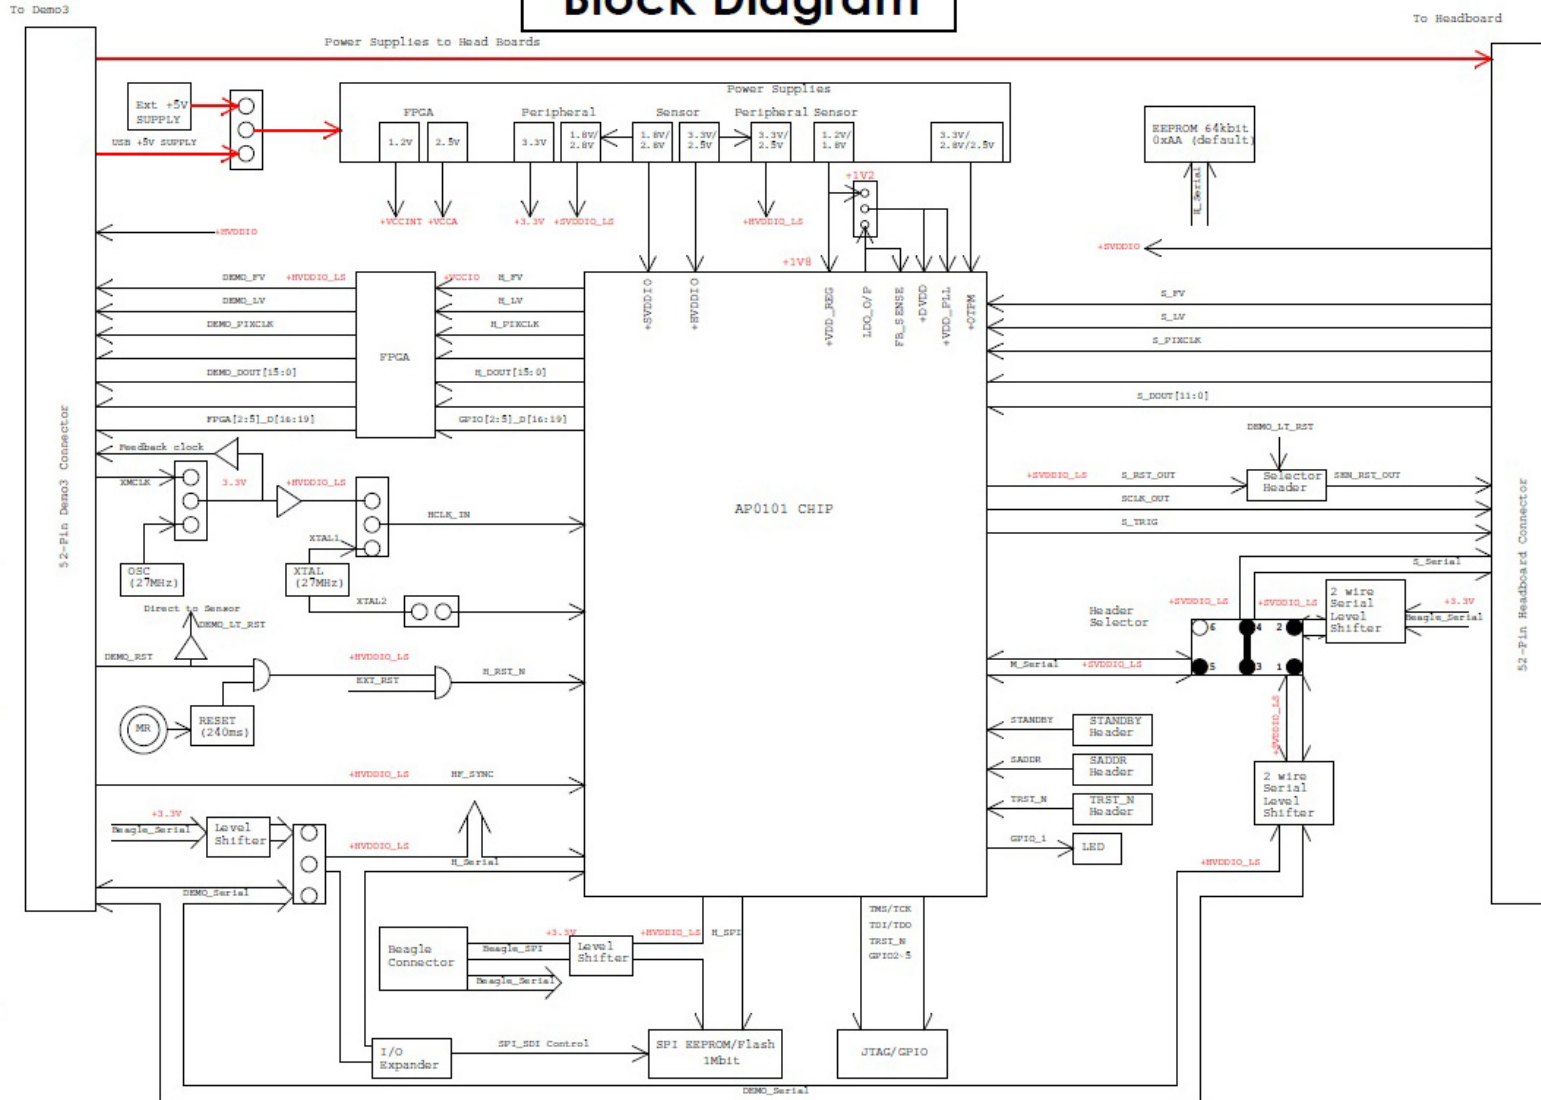 Block Diagram
To Demo3
To Headboard
Power Supplies to Head Boards
Ext +5V
SUPPLY
USB +5V SUPPLY
Power Supplies
FPGA
Peripheral
Sensor
Peripheral Sensor
1.2V
2.5V
3.3V
1.8V/
2.8V
1.8V/
2.8V
3.3V/
2.5V
3.3V/
2.5V
1.2V/
1.8V
3.3V/
2.8V/2.5V
EEPROM 64kbit
0xAA (default)
+1V2
+VCCINT
+VCCA
+3.3V
+SVDDIO_LS
+HVDDIO_LS
+HVDDIO
+SVDDIO
+1V8
+SVDDIO
+HVDDIO
+VDD_REG
LDO_O/P
FB_SENSE
+DVDD
+VDD_PLL
+OTPM
DEMO_FV
+HVDDIO_LS
+VCCIO
H_FV
DEMO_LV
H_LV
DEMO_PIXCLK
H_PIXCLK
FPGA
DEMO_DOUT[15:0]
H_DOUT[15:0]
FPGA[2:5]_D[16:19]
GPIO[2:5]_D[16:19]
S_FV
S_LV
S_PIXCLK
S_DOUT[11:0]
52-Pin Demo3 Connector
52-Pin Headboard Connector
Feedback clock
XMCLK
3.3V
+HVDDIO_LS
HCLK_IN
XTAL1
OSC
(27MHz)
XTAL
(27MHz)
XTAL2
AP0101 CHIP
DEMO_LT_RST
+SVDDIO_LS
S_RST_OUT
Selector
Header
SEN_RST_OUT
SCLK_OUT
S_TRIG
S_Serial
Direct to Sensor
DEMO_LT_RST
DEMO_RST
+HVDDIO_LS
EXT_RST
H_RST_N
MR
RESET
(240ms)
Header
Selector
+SVDDIO_LS
+SVDDIO_LS
2 wire
Serial
Level
Shifter
+3.3V
Beagle_Serial
6
4
2
5
3
1
M_Serial
+SVDDIO_LS
+SVDDIO_LS
STANDBY
STANDBY
Header
SADDR
SADDR
Header
TRST_N
TRST_N
Header
GPIO_1
LED
2 wire
Serial
Level
Shifter
+HVDDIO_LS
+HVDDIO_LS
HF_SYNC
+3.3V
Beagle_Serial
Level
Shifter
+HVDDIO_LS
H_Serial
DEMO_Serial
Beagle
Connector
+3.3V
Beagle_SPI
Beagle_Serial
Level
Shifter
+HVDDIO_LS
H_SPI
TMS/TCK
TDI/TDO
TRST_N
GPIO2~5
I/O
Expander
SPI_SDI Control
SPI EEPROM/Flash
1Mbit
JTAG/GPIO
DEMO_Serial